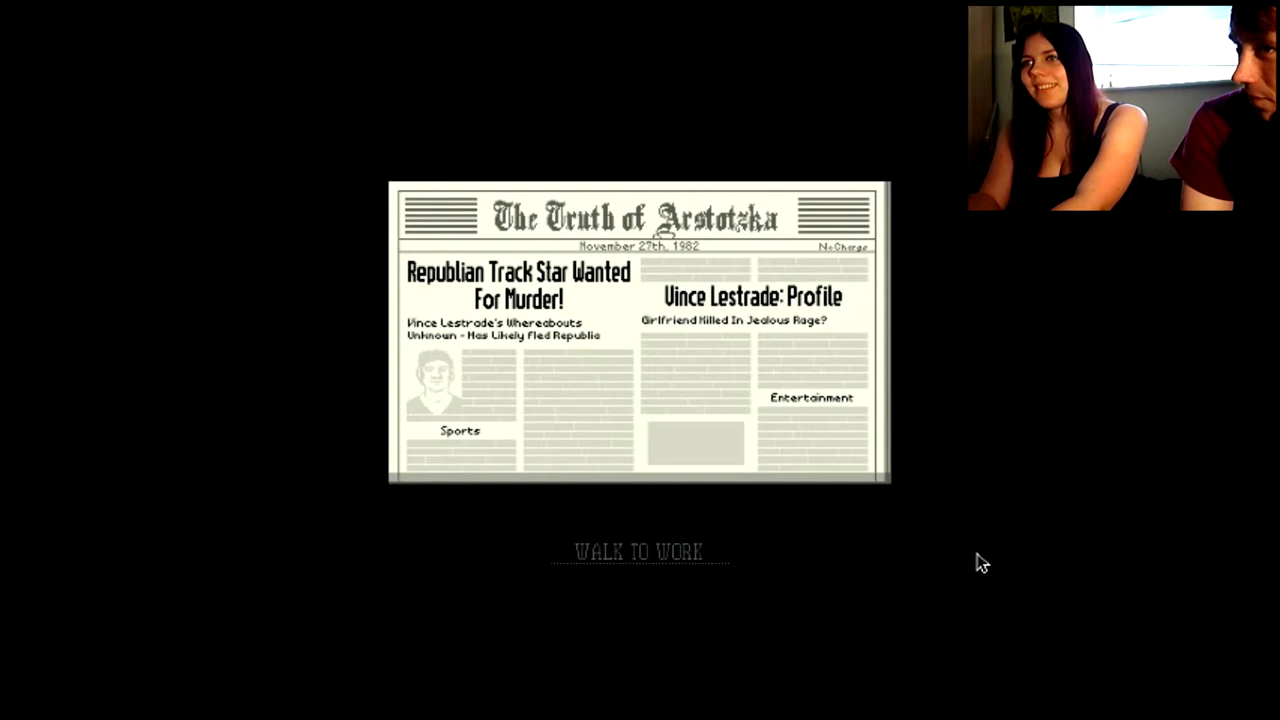 The Truth of Arstotzka
November 27th, 1982
No Charge
Republian Track Star Wanted
For Murder!
Vince Lestrade's Whereabouts
Unknown - Has Likely Fled Republia
Sports
Vince Lestrade: Profile
Girlfriend Killed In Jealous Rage?
Entertainment
WALK TO WORK